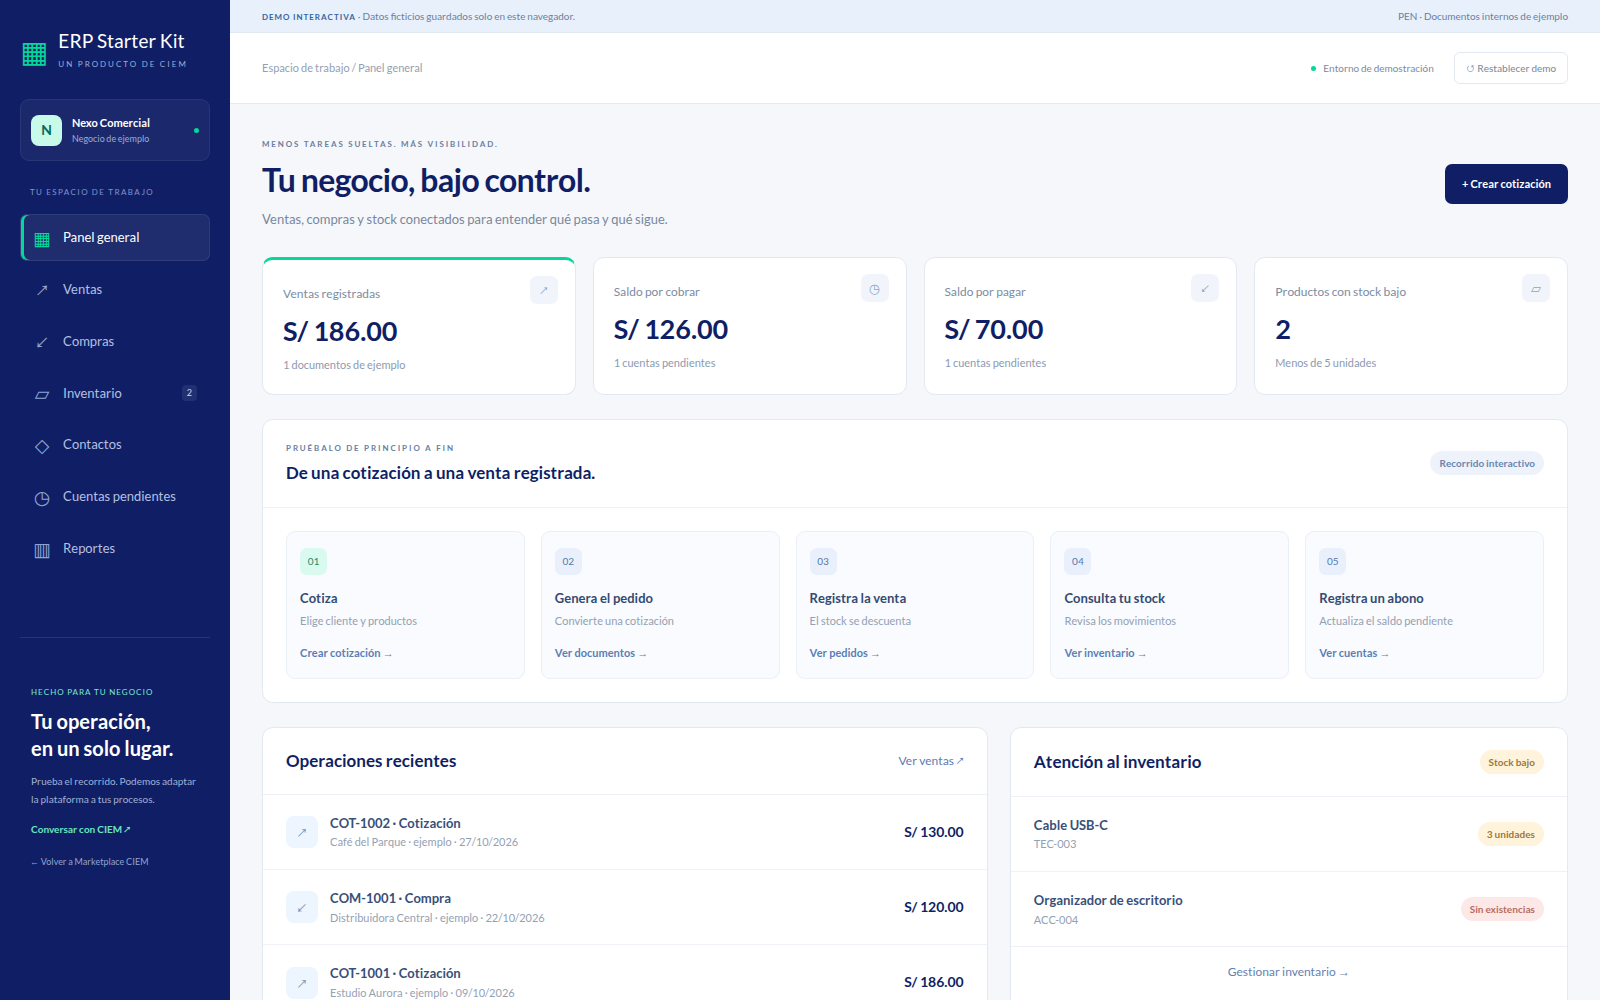 ERP Starter Kit
UN PRODUCTO DE CIEM
N
Nexo Comercial
Negocio de ejemplo
TU ESPACIO DE TRABAJO
Panel general
Ventas
Compras
Inventario
2
Contactos
Cuentas pendientes
Reportes
HECHO PARA TU NEGOCIO
Tu operación,
en un solo lugar.
Prueba el recorrido. Podemos adaptar
la plataforma a tus procesos.
Conversar con CIEM ↗
← Volver a Marketplace CIEM
DEMO INTERACTIVA · Datos ficticios guardados solo en este navegador.
PEN · Documentos internos de ejemplo
Espacio de trabajo / Panel general
Entorno de demostración
↺ Restablecer demo
MENOS TAREAS SUELTAS. MÁS VISIBILIDAD.
Tu negocio, bajo control.
Ventas, compras y stock conectados para entender qué pasa y qué sigue.
+ Crear cotización
Ventas registradas
S/ 186.00
1 documentos de ejemplo
Saldo por cobrar
S/ 126.00
1 cuentas pendientes
Saldo por pagar
S/ 70.00
1 cuentas pendientes
Productos con stock bajo
2
Menos de 5 unidades
PRUÉBALO DE PRINCIPIO A FIN
De una cotización a una venta registrada.
Recorrido interactivo
01
Cotiza
Elige cliente y productos
Crear cotización →
02
Genera el pedido
Convierte una cotización
Ver documentos →
03
Registra la venta
El stock se descuenta
Ver pedidos →
04
Consulta tu stock
Revisa los movimientos
Ver inventario →
05
Registra un abono
Actualiza el saldo pendiente
Ver cuentas →
Operaciones recientes
Ver ventas ↗
COT-1002 · Cotización
Café del Parque · ejemplo · 27/10/2026
S/ 130.00
COM-1001 · Compra
Distribuidora Central · ejemplo · 22/10/2026
S/ 120.00
COT-1001 · Cotización
Estudio Aurora · ejemplo · 09/10/2026
S/ 186.00
Atención al inventario
Stock bajo
Cable USB-C
TEC-003
3 unidades
Organizador de escritorio
ACC-004
Sin existencias
Gestionar inventario →